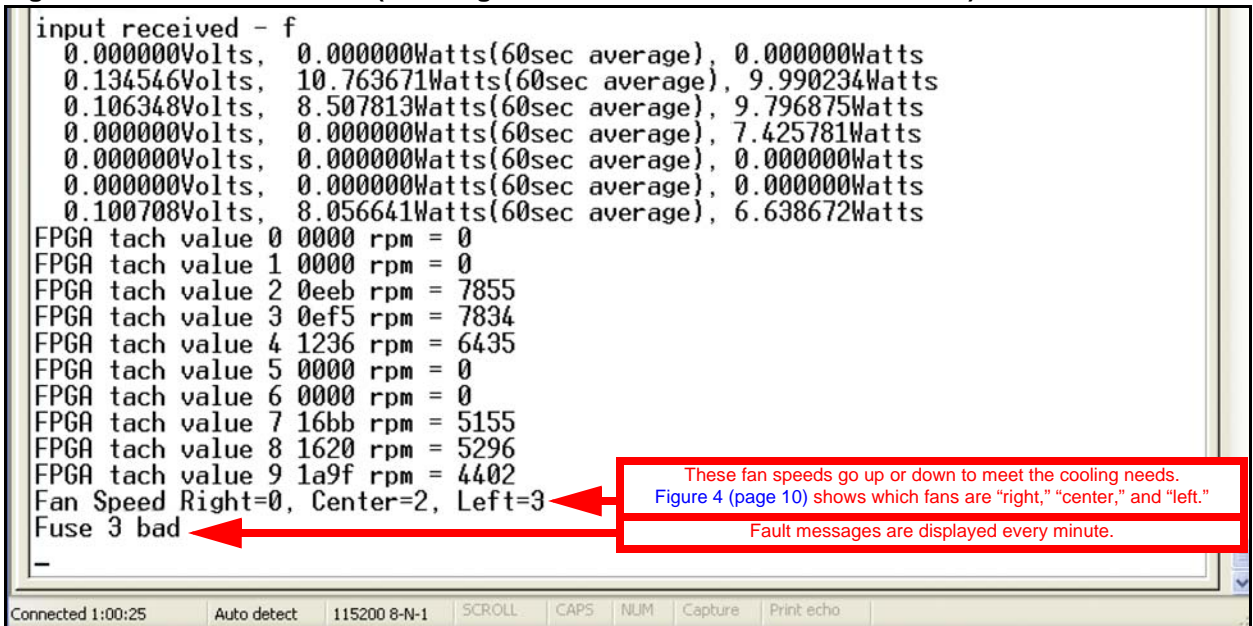 input received - f
0.000000Volts, 0.000000Watts(60sec average), 0.000000Watts
0.134546Volts, 10.763671Watts(60sec average), 9.990234Watts
0.106348Volts, 8.507813Watts(60sec average), 9.796875Watts
0.000000Volts, 0.000000Watts(60sec average), 7.425781Watts
0.000000Volts, 0.000000Watts(60sec average), 0.000000Watts
0.000000Volts, 0.000000Watts(60sec average), 0.000000Watts
0.100708Volts, 8.056641Watts(60sec average), 6.638672Watts
FPGA tach value 0 0000 rpm = 0
FPGA tach value 1 0000 rpm = 0
FPGA tach value 2 0eeb rpm = 7855
FPGA tach value 3 0ef5 rpm = 7834
FPGA tach value 4 1236 rpm = 6435
FPGA tach value 5 0000 rpm = 0
FPGA tach value 6 0000 rpm = 0
FPGA tach value 7 16bb rpm = 5155
FPGA tach value 8 1620 rpm = 5296
FPGA tach value 9 1a9f rpm = 4402
Fan Speed Right=0, Center=2, Left=3
These fan speeds go up or down to meet the cooling needs.
Figure 4 (page 10) shows which fans are “right,” “center,” and “left.”
Fuse 3 bad
Fault messages are displayed every minute.
Connected 1:00:25 Auto detect 115200 8-N-1 SCROLL CAPS NUM Capture Print echo